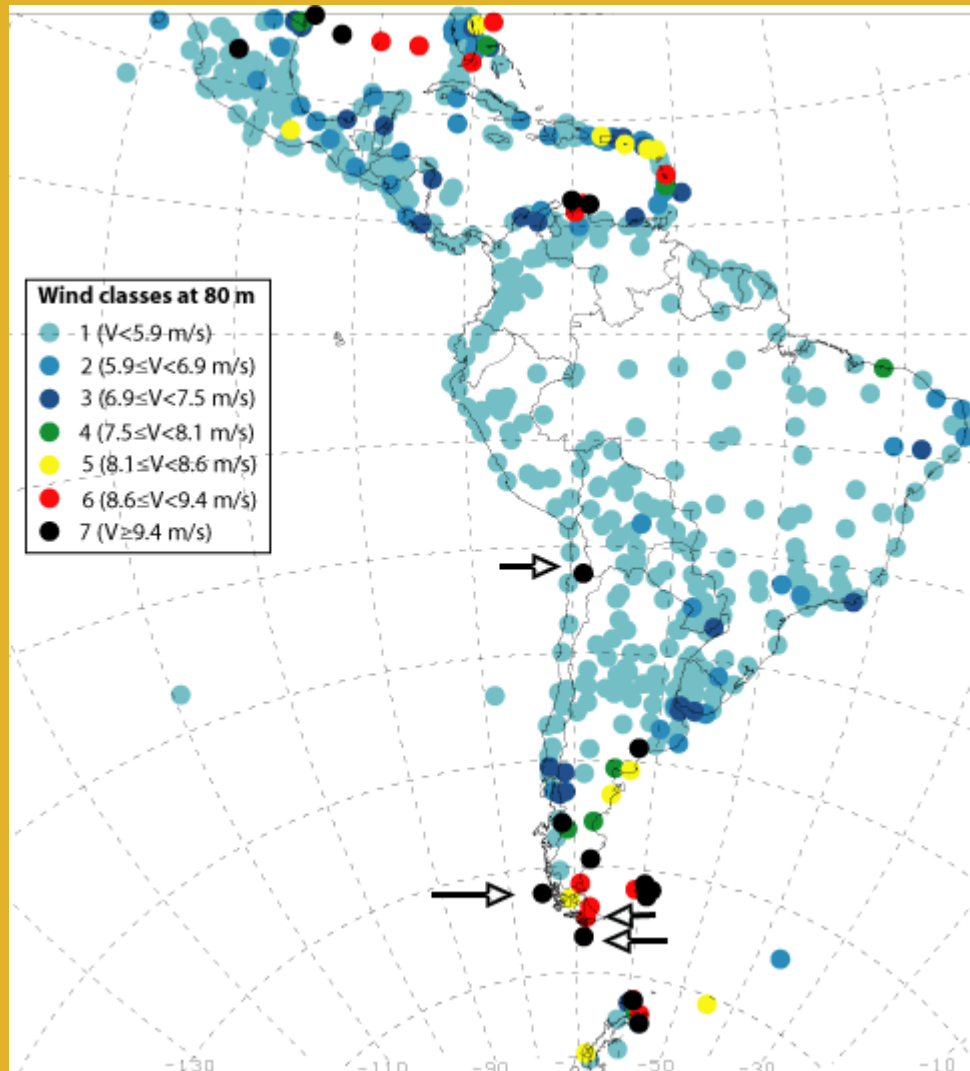 Wind classes at 80 m
1 (V<5.9 m/s)
2 (5.9≤V<6.9 m/s)
3 (6.9≤V<7.5 m/s)
4 (7.5≤V<8.1 m/s)
5 (8.1≤V<8.6 m/s)
6 (8.6≤V<9.4 m/s)
7 (V≥9.4 m/s)
-130 -90 -70 -50 -30 -10